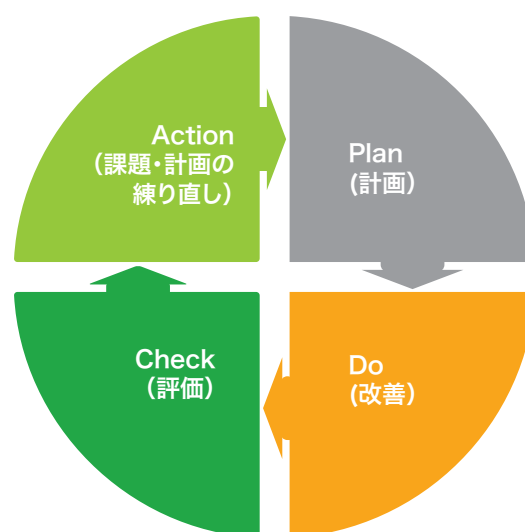 Action
（課題・計画の
練り直し）
Plan
(計画）
Do
(改善）
Check
（評価）